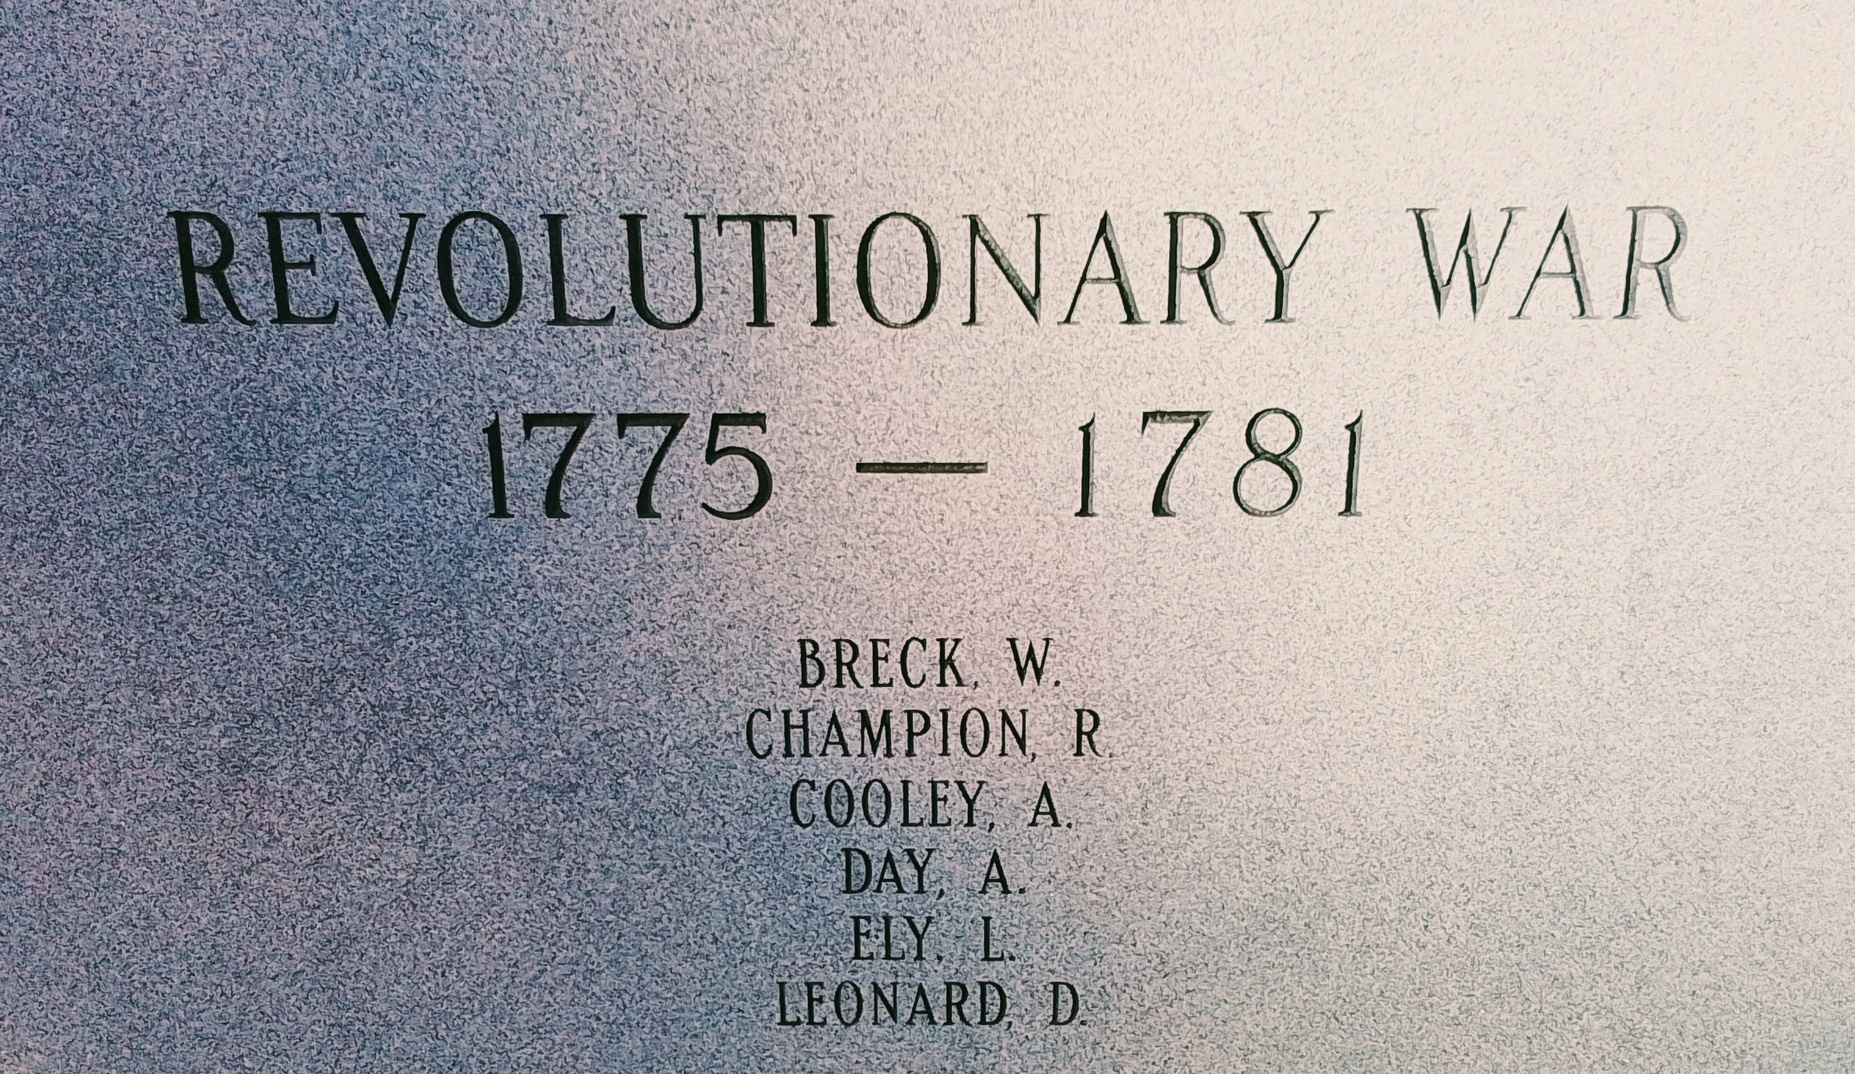 REVOLUTIONARY WAR
1775 — 1781
BRECK, W.
CHAMPION, R.
COOLEY, A.
DAY, A.
ELY, L.
LEONARD, D.